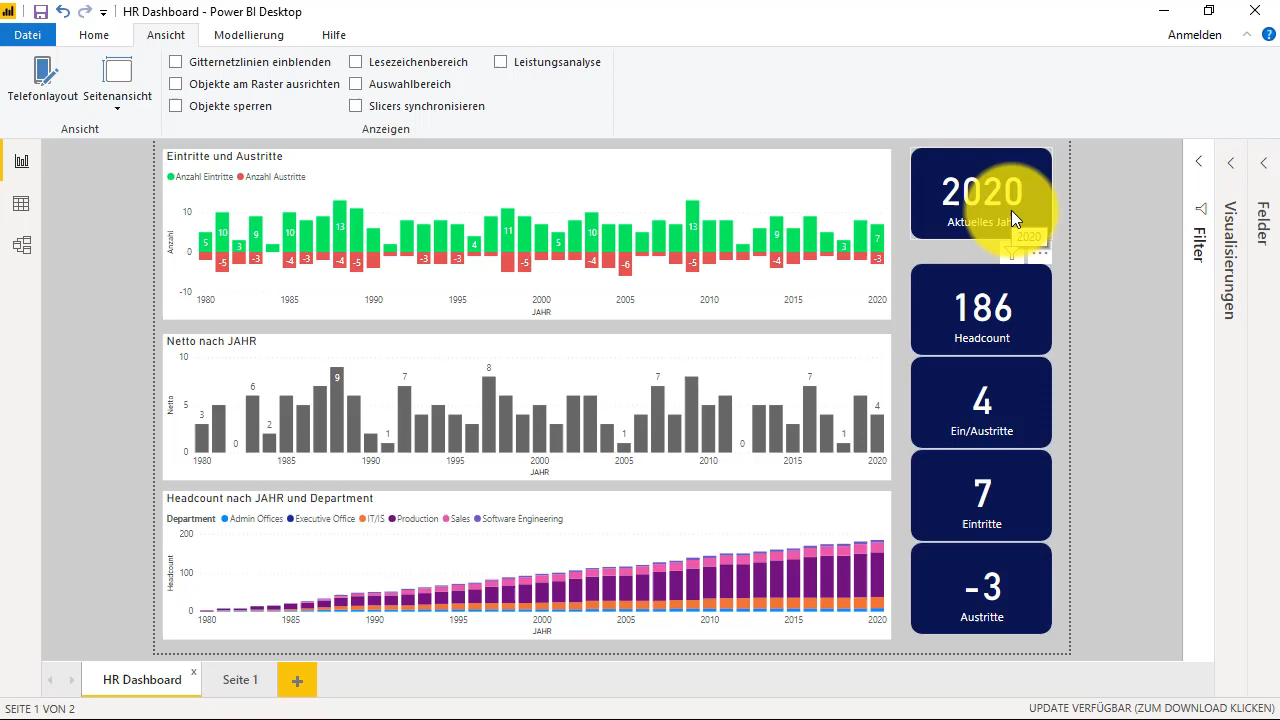 HR Dashboard - Power BI Desktop
Datei Home Ansicht Modellierung Hilfe Anmelden ?
Gitternetzlinien einblenden Lesezeichenbereich Leistungsanalyse
Objekte am Raster ausrichten Auswahlbereich
Telefonlayout Seitenansicht
Objekte sperren Slicers synchronisieren
Ansicht Anzeigen
Eintritte und Austritte
Anzahl Eintritte Anzahl Austritte
Anzahl
10
0
-10
5 10 3 9 10 13 4 11 5 10 13 9 3 7
-5 -3 -4 -3 -4 -5 -3 -3 -3 -5 -4 -6 -5 -4 -3
1980 1985 1990 1995 2000 2005 2010 2015 2020
JAHR
Netto nach JAHR
Netto
10
5
0
3 0 6 2 9 1 7 8 1 7 0 7 1 4
1980 1985 1990 1995 2000 2005 2010 2015 2020
JAHR
Headcount nach JAHR und Department
Department Admin Offices Executive Office IT/IS Production Sales Software Engineering
Headcount
200
100
0
1980 1985 1990 1995 2000 2005 2010 2015 2020
JAHR
2020
Aktuelles Jahr
2020
186
Headcount
4
Ein/Austritte
7
Eintritte
-3
Austritte
Filter
Visualisierungen
Felder
HR Dashboard x Seite 1 +
SEITE 1 VON 2 UPDATE VERFÜGBAR (ZUM DOWNLOAD KLICKEN)